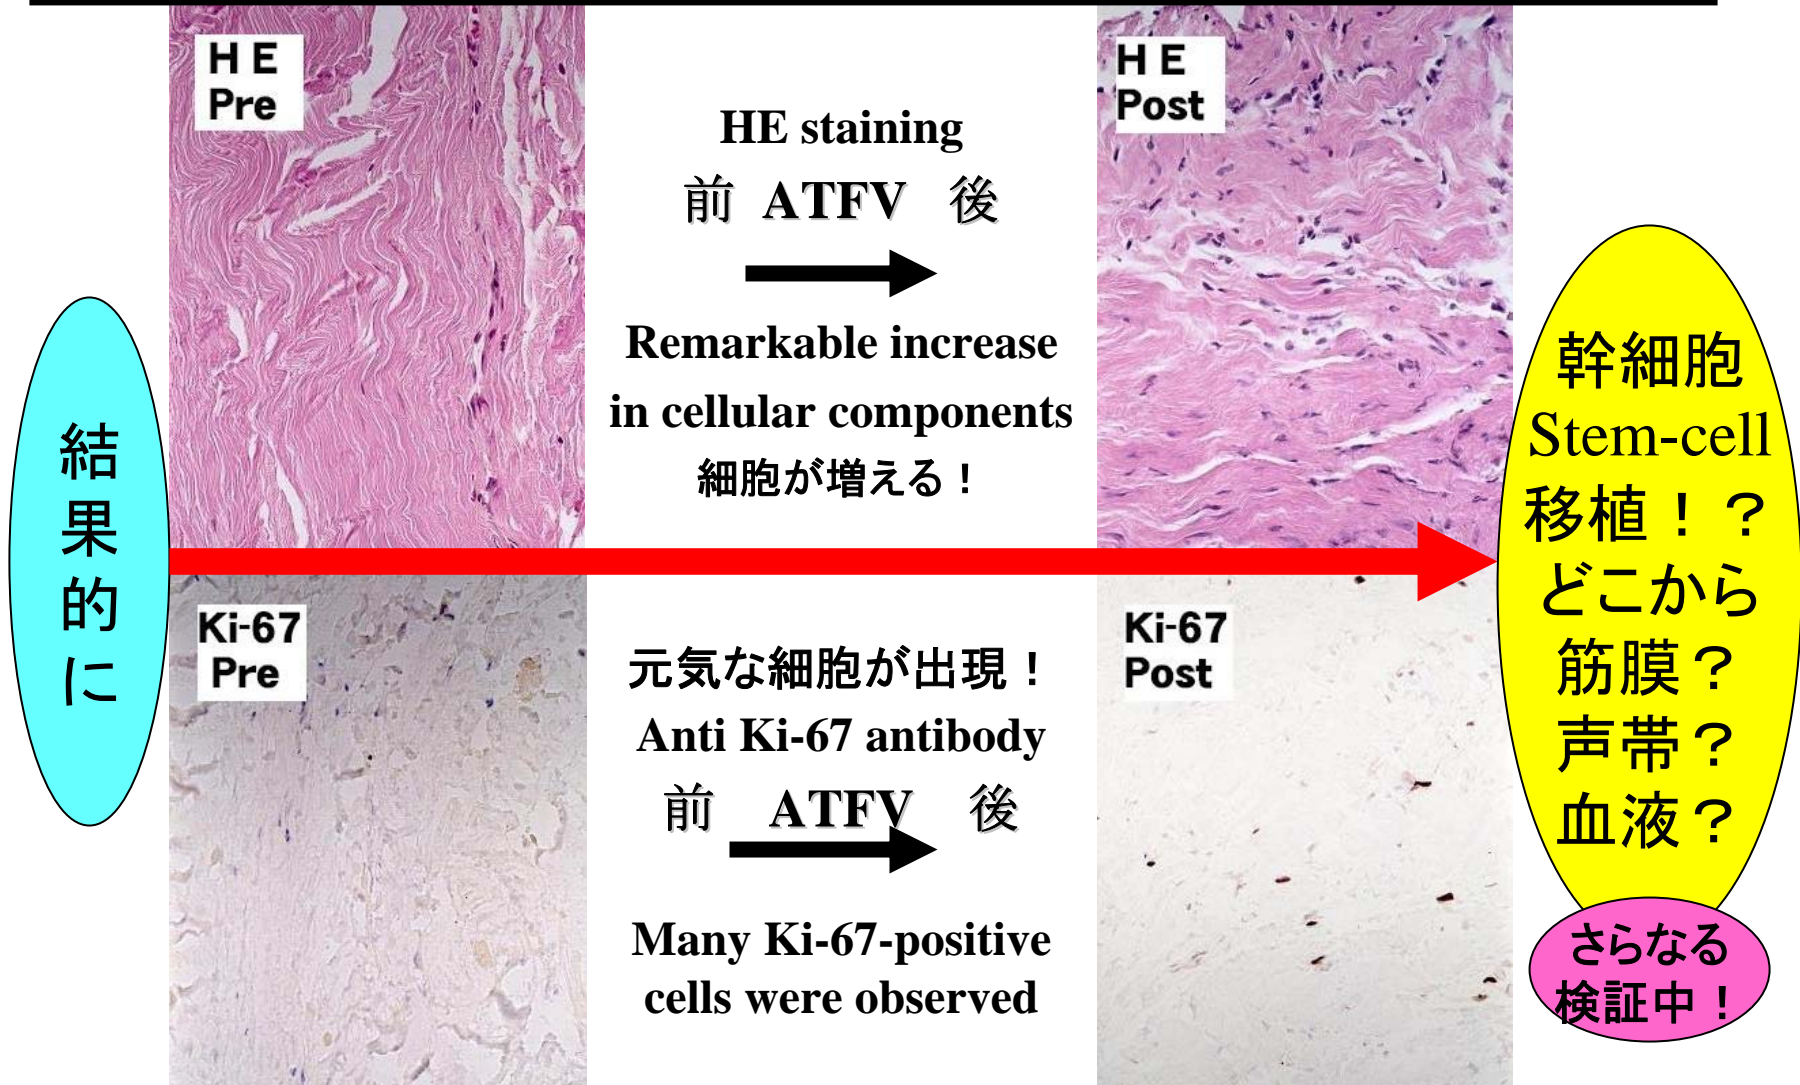 HE
Pre
HE staining
前 ATFV 後
Remarkable increase
in cellular components
細胞が増える！
HE
Post
結果的に
Ki-67
Pre
元気な細胞が出現！
Anti Ki-67 antibody
前 ATFV 後
Many Ki-67-positive
cells were observed
Ki-67
Post
幹細胞
Stem-cell
移植！？
どこから
筋膜？
声帯？
血液？
さらなる
検証中！